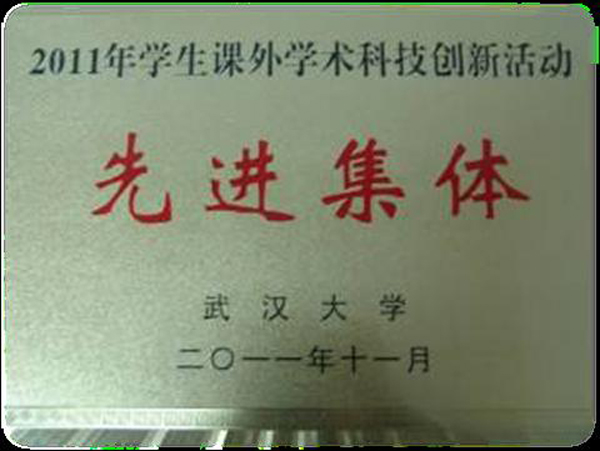 2011年学生课外学术科技创新活动
先进集体
武汉大学
二〇一一年十一月